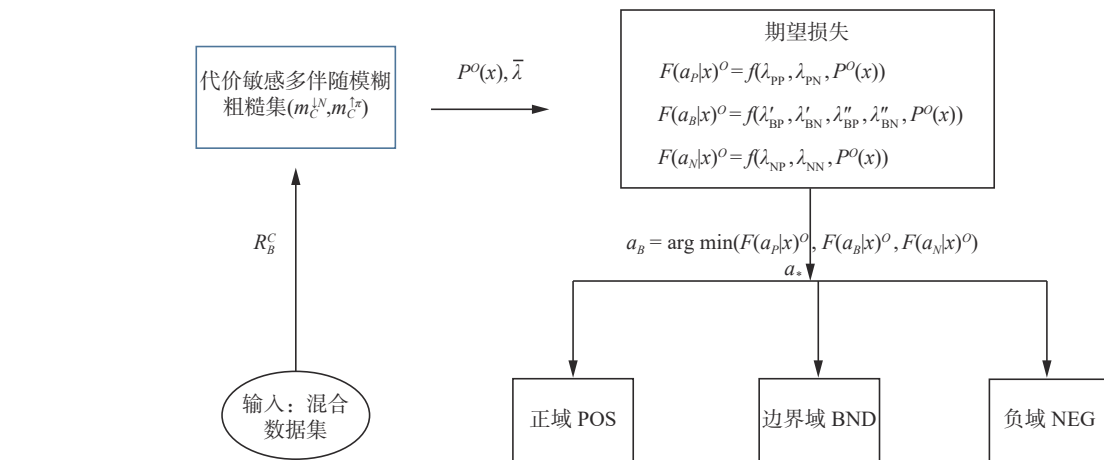 代价敏感多伴随模糊
粗糙集(m_C^{↓N},m_C^{↑π})
P^O(x), λ̅
期望损失
F(a_P|x)^O = f(λ_PP, λ_PN, P^O(x))
F(a_B|x)^O = f(λ′_BP, λ′_BN, λ″_BP, λ″_BN, P^O(x))
F(a_N|x)^O = f(λ_NP, λ_NN, P^O(x))
R_B^C
a_B = arg min(F(a_P|x)^O, F(a_B|x)^O, F(a_N|x)^O)
a_*
输入：混合
数据集
正域 POS
边界域 BND
负域 NEG